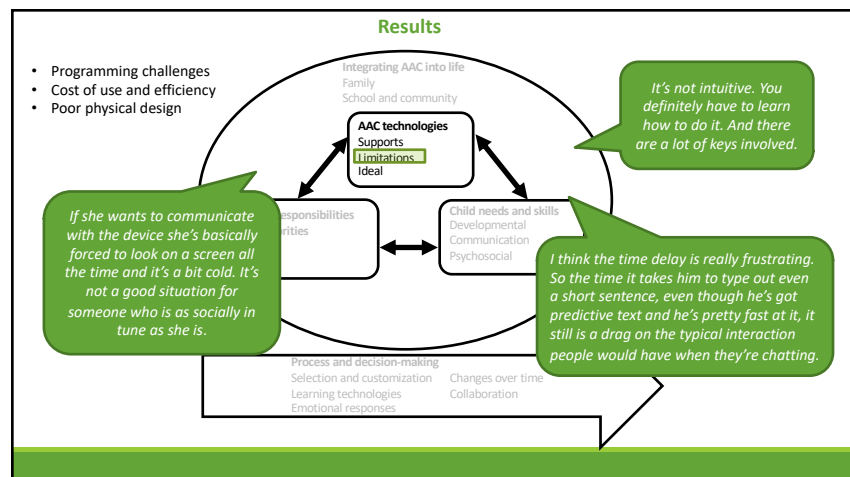 Results
• Programming challenges
• Cost of use and efficiency
• Poor physical design
Integrating AAC into life
Family
School and community
AAC technologies
Supports
Limitations
Ideal
It's not intuitive. You
definitely have to learn
how to do it. And there
are a lot of keys involved.
If she wants to communicate
with the device she's basically
forced to look on a screen all
the time and it's a bit cold. It's
not a good situation for
someone who is as socially in
tune as she is.
Child needs and skills
Developmental
Communication
Psychosocial
I think the time delay is really frustrating.
So the time it takes him to type out even
a short sentence, even though he's got
predictive text and he's pretty fast at it, it
still is a drag on the typical interaction
people would have when they're chatting.
Process and decision-making
Selection and customization Changes over time
Learning technologies Collaboration
Emotional responses